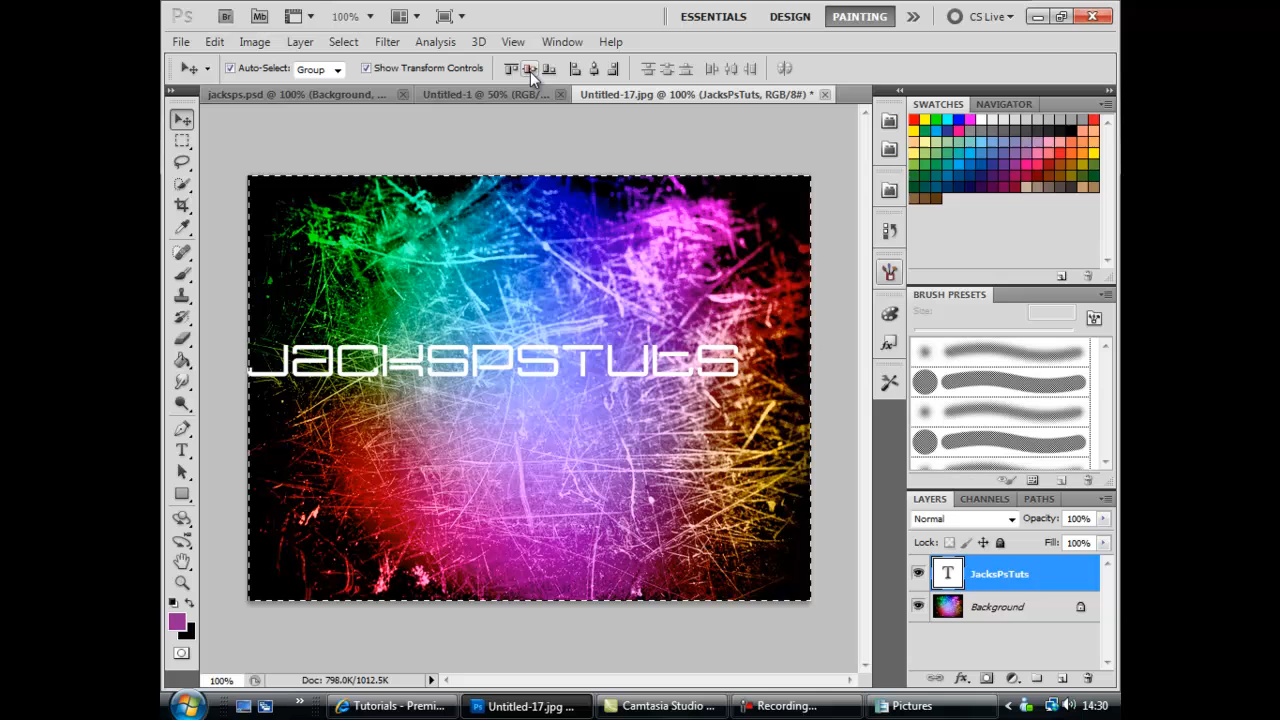 Ps Br Mb 100% ESSENTIALS DESIGN PAINTING CS Live
File Edit Image Layer Select Filter Analysis 3D View Window Help
Auto-Select: Group Show Transform Controls
jacksps.psd @ 100% (Background, ... Untitled-1 @ 50% (RGB/... Untitled-17.jpg @ 100% (JacksPsTuts, RGB/8#) *
SWATCHES NAVIGATOR
BRUSH PRESETS
Size:
JacksPsTuts
LAYERS CHANNELS PATHS
Normal Opacity: 100%
Lock: Fill: 100%
T JacksPsTuts
Background
100% Doc: 798.0K/1012.5K
Tutorials - Premi... Untitled-17.jpg ... Camtasia Studio ... Recording... Pictures 14:30